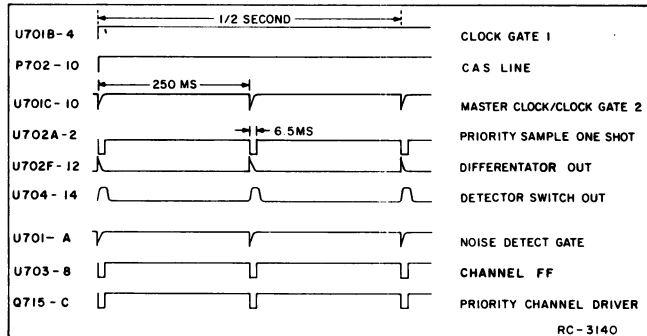 1/2 SECOND
U701B-4 CLOCK GATE 1
P702-10 CAS LINE
250 MS
U701C-10 MASTER CLOCK/CLOCK GATE 2
U702A-2 6.5MS PRIORITY SAMPLE ONE SHOT
U702F-12 DIFFERENTATOR OUT
U704-14 DETECTOR SWITCH OUT
U701-A NOISE DETECT GATE
U703-8 CHANNEL FF
Q715-C PRIORITY CHANNEL DRIVER
RC-3140